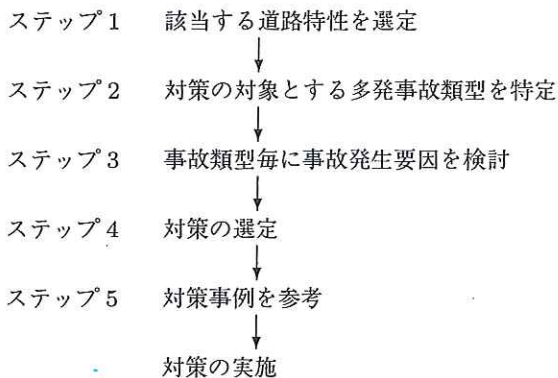 ステップ1 該当する道路特性を選定
ステップ2 対策の対象とする多発事故類型を特定
ステップ3 事故類型毎に事故発生要因を検討
ステップ4 対策の選定
ステップ5 対策事例を参考
対策の実施